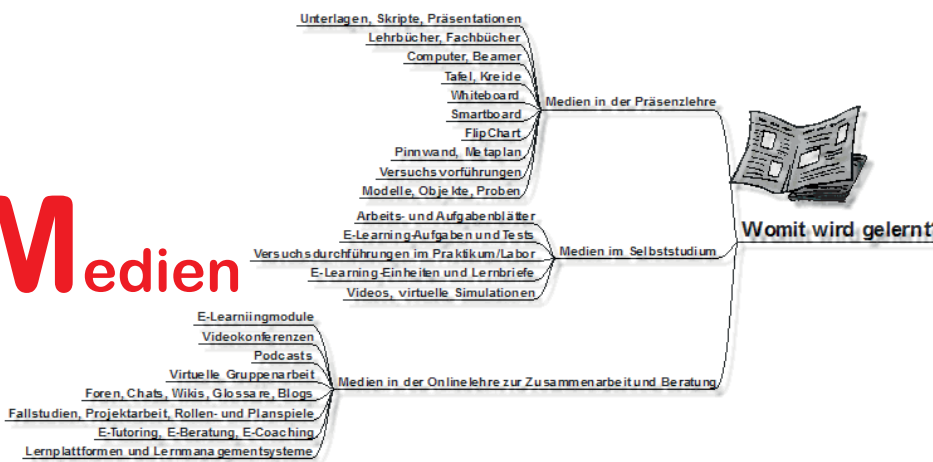 Unterlagen, Skripte, Präsentationen
Lehrbücher, Fachbücher
Computer, Beamer
Tafel, Kreide
Whiteboard
Smartboard
FlipChart
Pinnwand, Metaplan
Versuchsvorführungen
Modelle, Objekte, Proben
Medien in der Präsenzlehre
Arbeits- und Aufgabenblätter
E-Learning-Aufgaben und Tests
Versuchsdurchführungen im Praktikum/Labor
E-Learning-Einheiten und Lernbriefe
Videos, virtuelle Simulationen
Medien im Selbststudium
Womit wird gelernt?
Medien
E-Learniingmodule
Videokonferenzen
Podcasts
Virtuelle Gruppenarbeit
Foren, Chats, Wikis, Glossare, Blogs
Fallstudien, Projektarbeit, Rollen- und Planspiele
E-Tutoring, E-Beratung, E-Coaching
Lernplattformen und Lernmanagementsysteme
Medien in der Onlinelehre zur Zusammenarbeit und Beratung